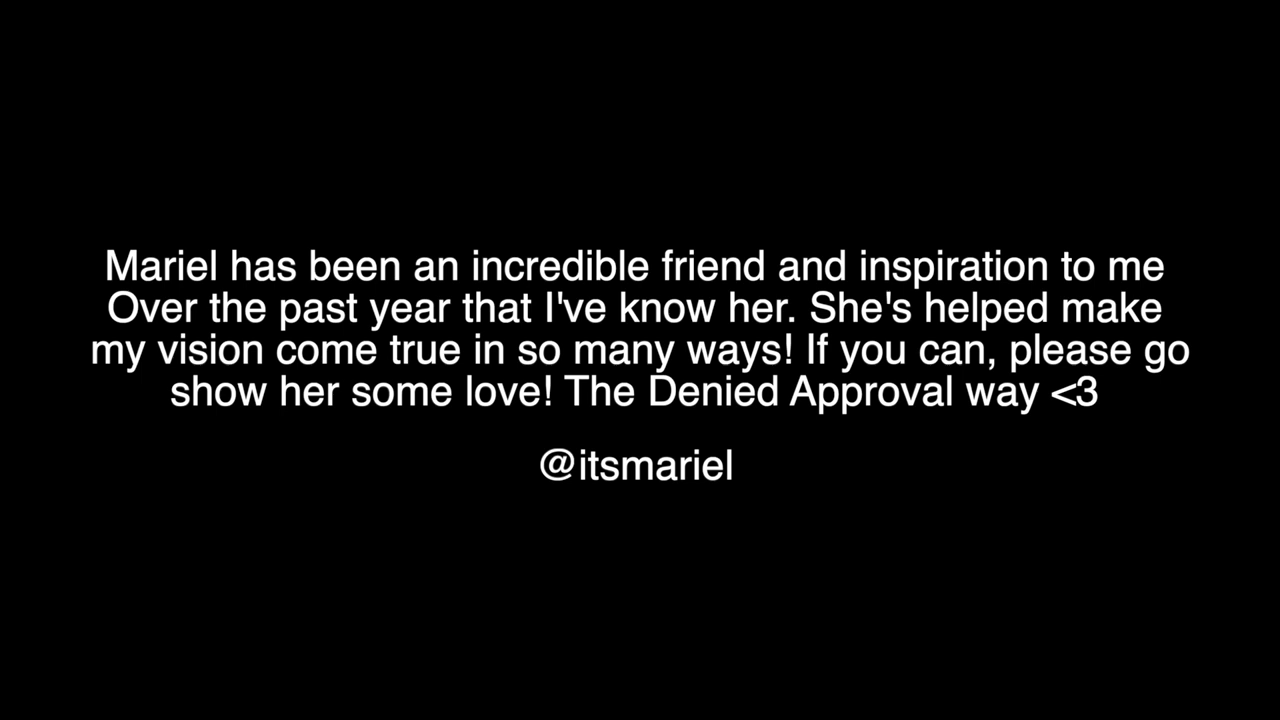 Mariel has been an incredible friend and inspiration to me
Over the past year that I've know her. She's helped make
my vision come true in so many ways! If you can, please go
show her some love! The Denied Approval way <3
@itsmariel